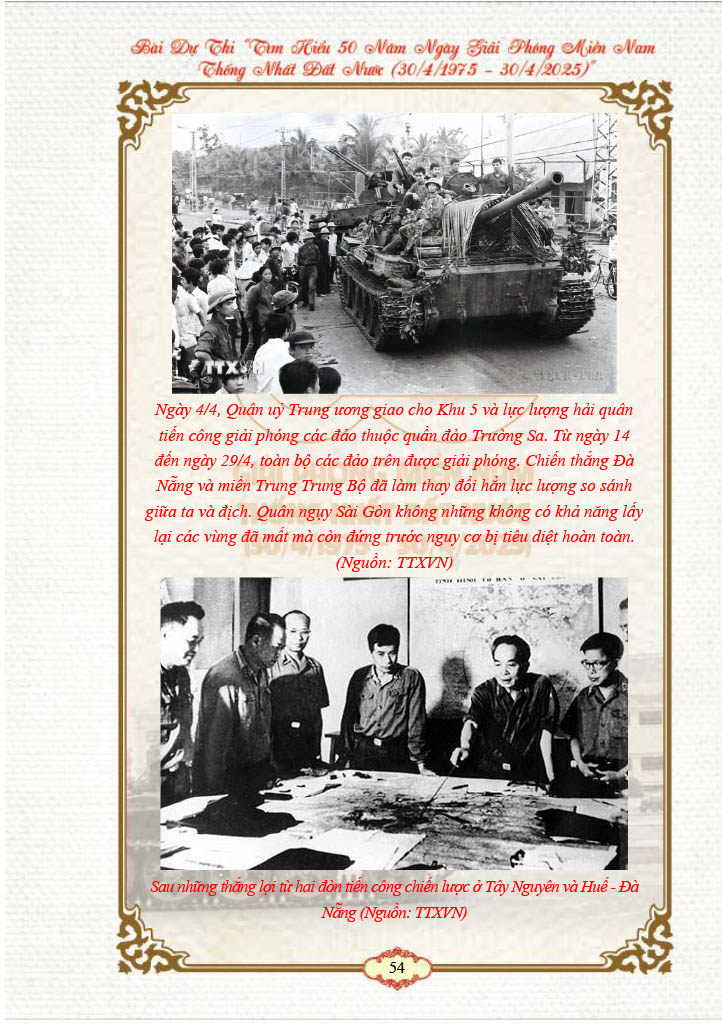 Bài Dự Thi “Tìm Hiểu 50 Năm Ngày Giải Phóng Miền Nam
Thống Nhất Đất Nước (30/4/1975 – 30/4/2025)”
TTXVN
Ngày 4/4, Quân uỷ Trung ương giao cho Khu 5 và lực lượng hải quân
tiến công giải phóng các đảo thuộc quần đảo Trường Sa. Từ ngày 14
đến ngày 29/4, toàn bộ các đảo trên được giải phóng. Chiến thắng Đà
Nẵng và miền Trung Trung Bộ đã làm thay đổi hẳn lực lượng so sánh
giữa ta và địch. Quân ngụy Sài Gòn không những không có khả năng lấy
lại các vùng đã mất mà còn đứng trước nguy cơ bị tiêu diệt hoàn toàn.
(Nguồn: TTXVN)
Sau những thắng lợi từ hai đòn tiến công chiến lược ở Tây Nguyên và Huế - Đà
Nẵng (Nguồn: TTXVN)
54